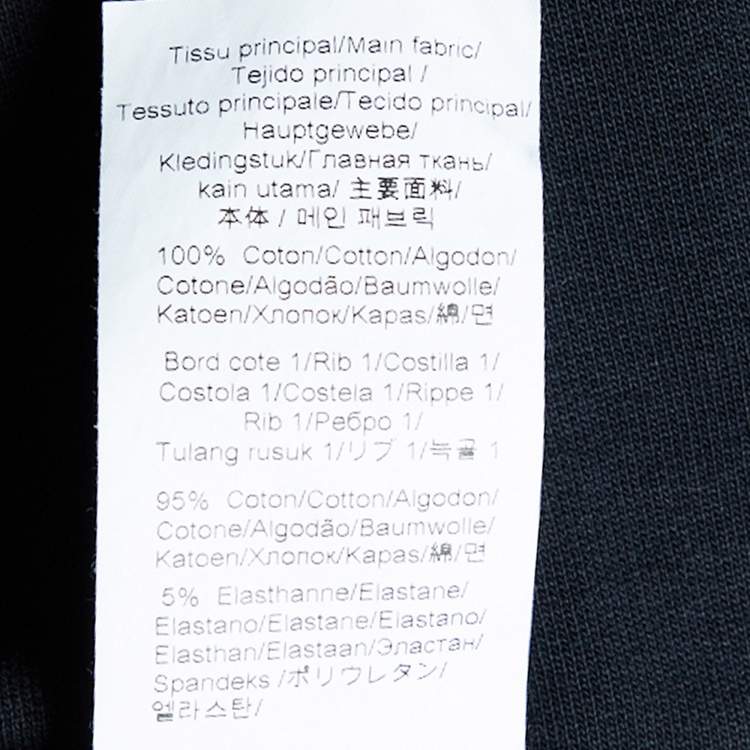 Tissu principal/Main fabric/
Tejido principal /
Tessuto principale/Tecido principal/
Hauptgewebe/
Kledingstuk/Главная ткань/
kain utama/ 主要面料/
本体 / 메인 패브릭
100% Coton/Cotton/Algodon/
Cotone/Algodão/Baumwolle/
Katoen/Хлопок/Kapas/綿/면
Bord cote 1/Rib 1/Costilla 1/
Costola 1/Costela 1/Rippe 1/
Rib 1/Ребро 1/
Tulang rusuk 1/リブ 1/늑골 1
95% Coton/Cotton/Algodon/
Cotone/Algodão/Baumwolle/
Katoen/Хлопок/Kapas/綿/면
5% Elasthanne/Elastane/
Elastano/Elastane/Elastano/
Elasthan/Elastaan/Эластан/
Spandeks /ポリウレタン/
엘라스탄/